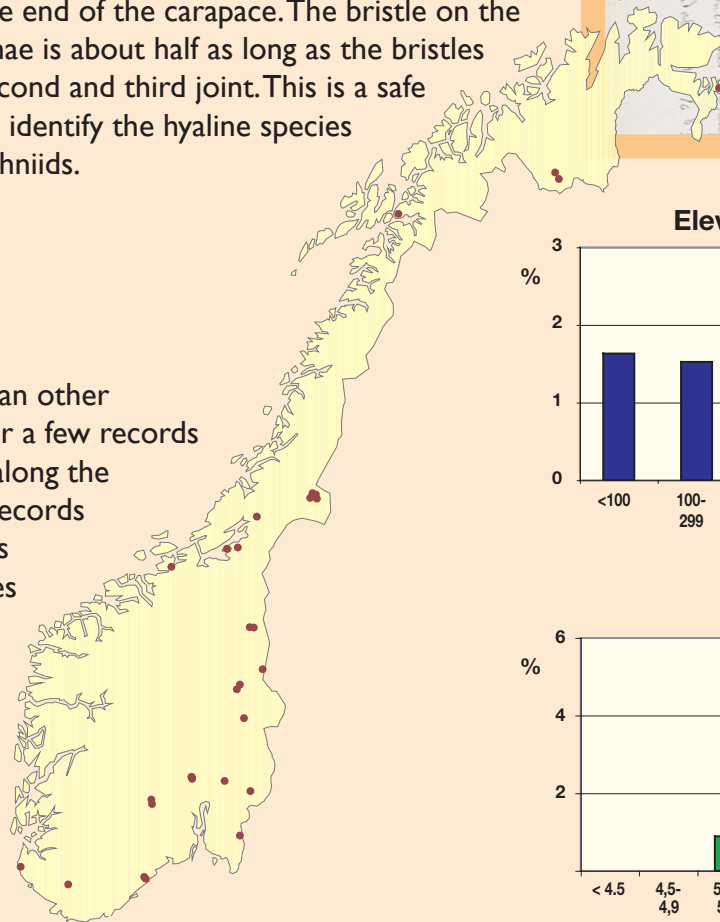 e end of the carapace. The bristle on the
nae is about half as long as the bristles
cond and third joint. This is a safe
identify the hyaline species
hniids.
an other
r a few records
along the
ecords
s
es
Elev
3
%
2
1
0
<100
100-
299
6
%
4
2
< 4.5
4,5-
4,9
5
5